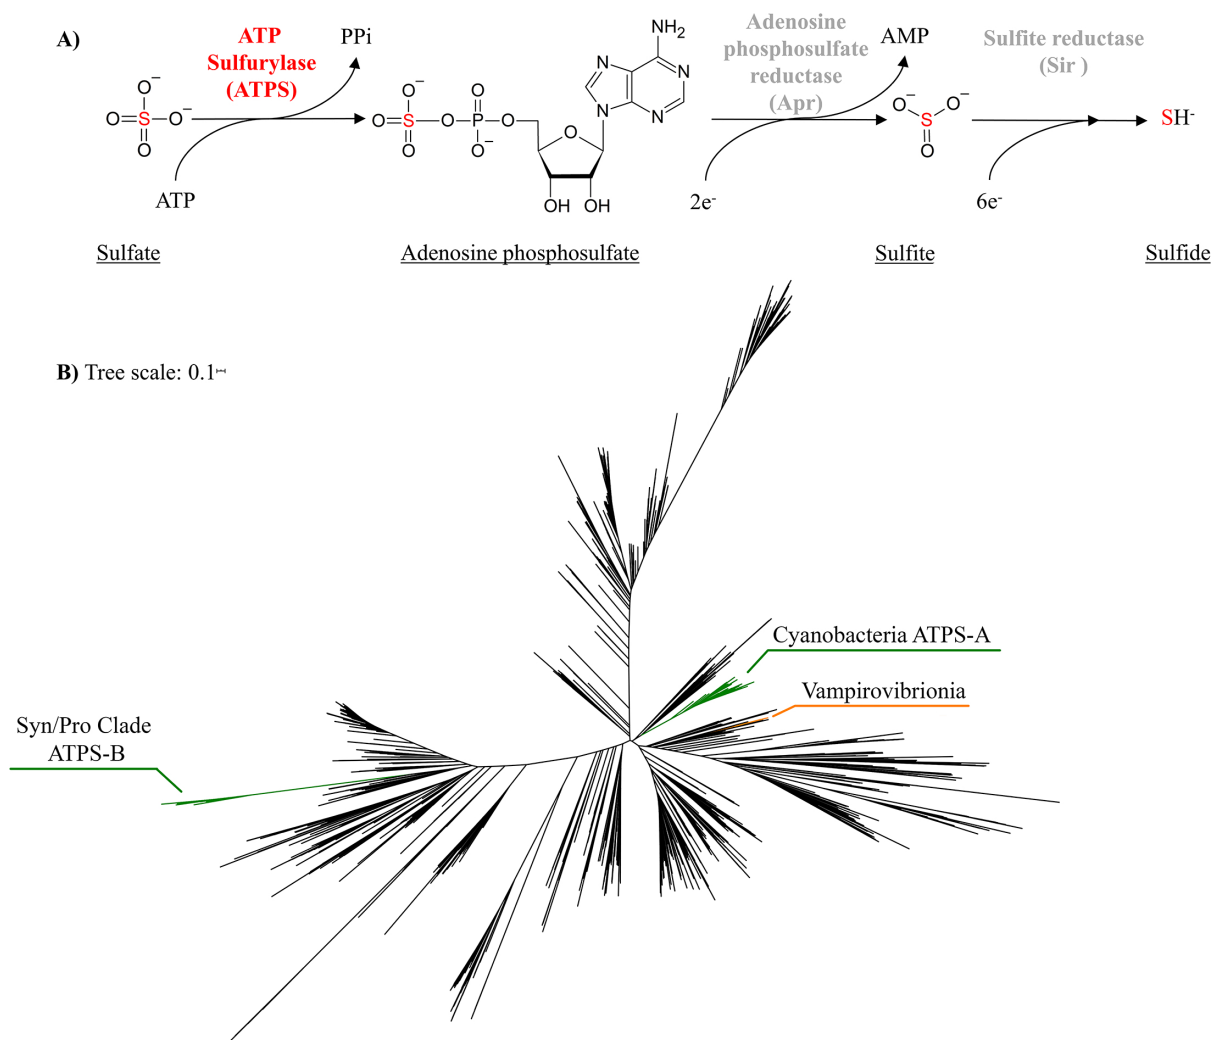 A)
ATP
Sulfurylase
(ATPS)
PPi
Adenosine
phosphosulfate
reductase
(Apr)
AMP
Sulfite reductase
(Sir )
NH2
N
N
N
N
O−
O
S
O−
O
O−
O
S
O
O
O
P
O
O−
O
O−
O−
S
O
SH-
OH
OH
ATP
2e-
6e-
Sulfate
Adenosine phosphosulfate
Sulfite
Sulfide
B) Tree scale: 0.1
Cyanobacteria ATPS-A
Vampirovibrionia
Syn/Pro Clade
ATPS-B